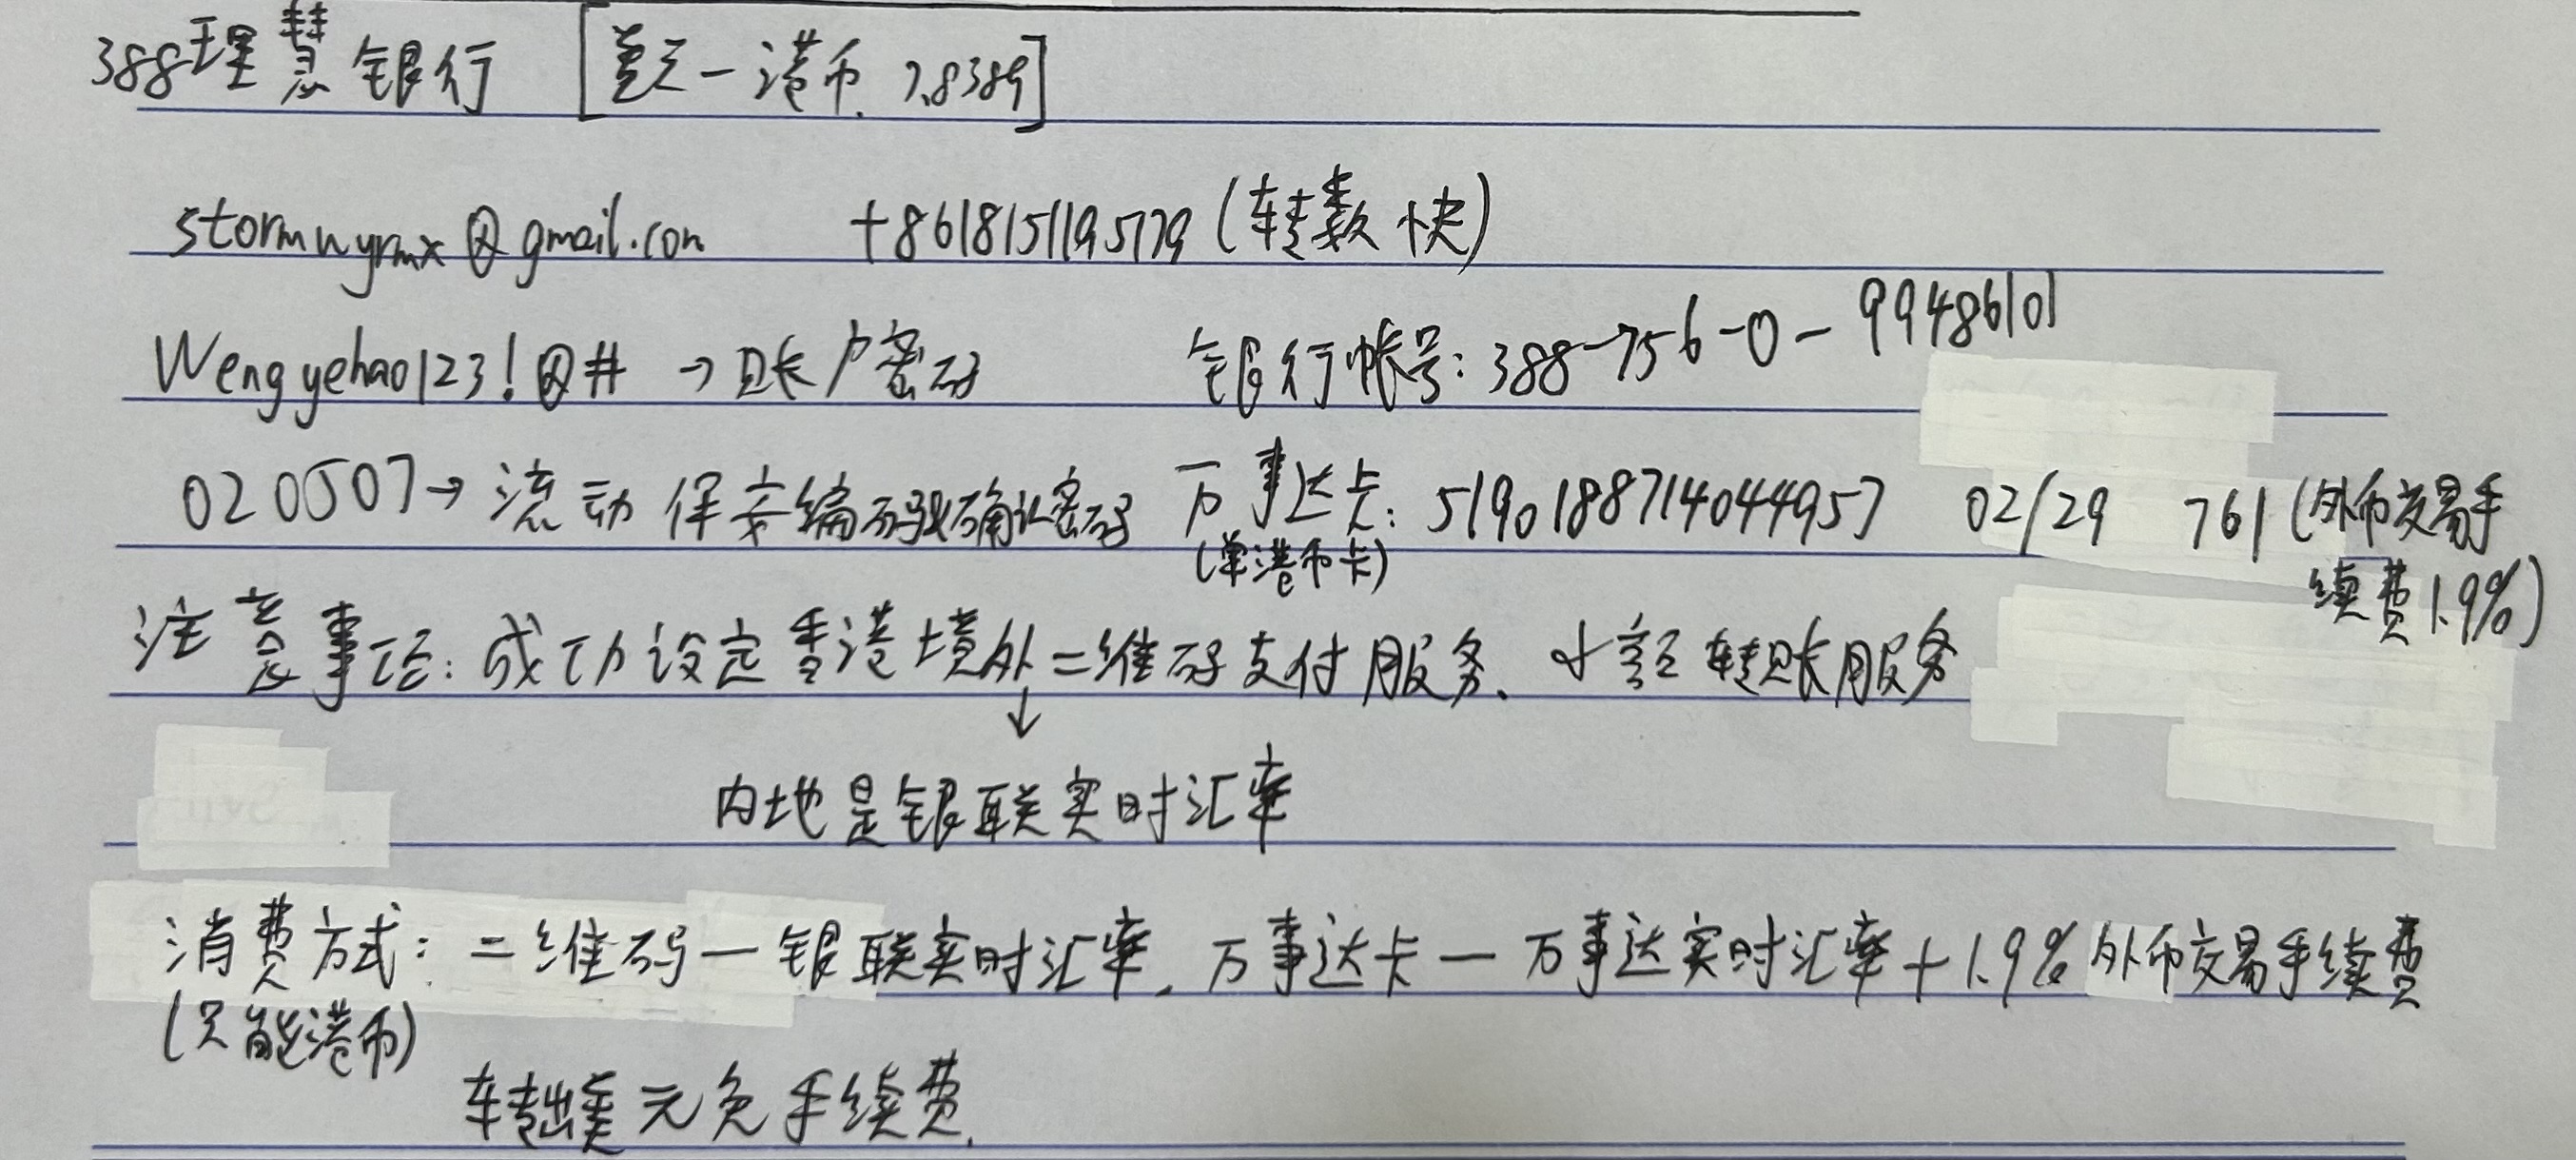 388理慧银行 [美元—港币 7.8389]
stormwyrmx@gmail.com +8618151195179 (转数快)
Wengyehao123!@# →账户密码 银行帐号: 388-756-0-99486101
020507→流动保安编码或确认密码 万事达卡: 5190188714044957 02/29 761 (外币交易手
(单港币卡) 续费1.9%)
注意事项: 成功设定香港境外二维码支付服务、小额转账服务
↓
内地是银联实时汇率
消费方式: 二维码—银联实时汇率, 万事达卡—万事达实时汇率+1.9%外币交易手续费
(只能港币)
转出美元免手续费.